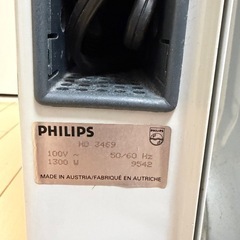 PHILIPS
HD 3469
100V ~ 50/60 Hz
1300 W 9542
MADE IN AUSTRIA/FABRIQUÉ EN AUTRICHE